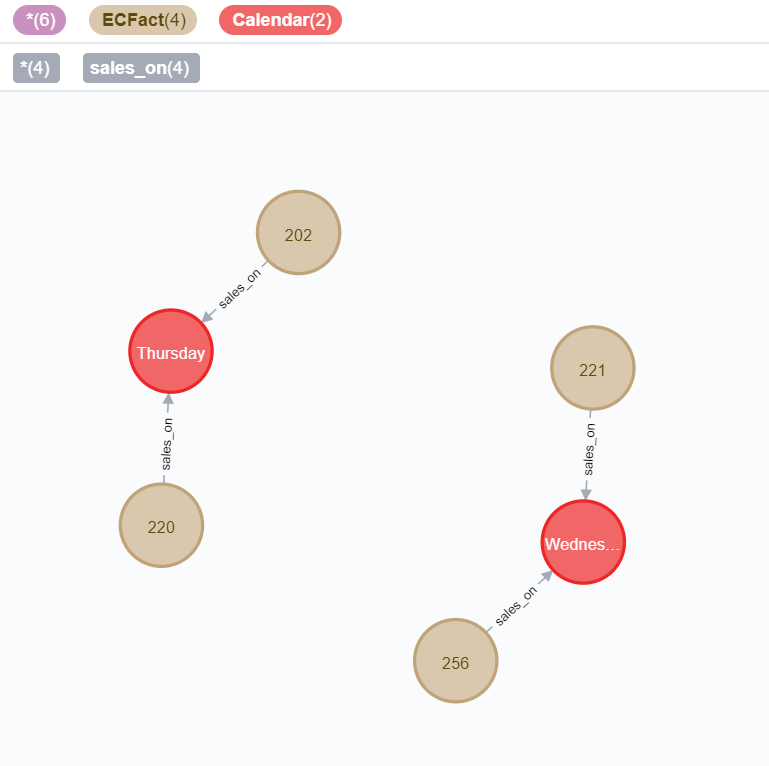 *(6) ECFact(4) Calendar(2)
*(4) sales_on(4)
202
sales_on
Thursday
sales_on
220
221
sales_on
Wednes...
sales_on
256